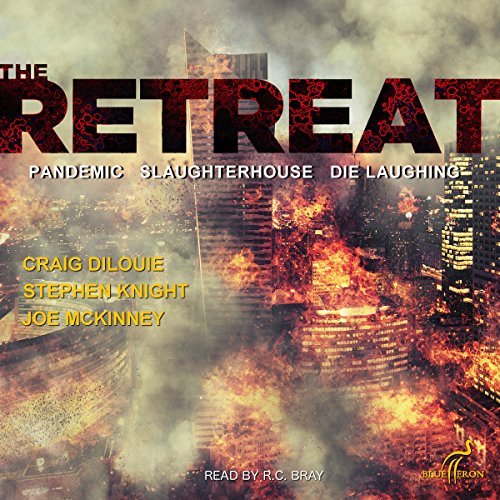 THE
RETREAT
PANDEMIC SLAUGHTERHOUSE DIE LAUGHING
CRAIG DILOUIE
STEPHEN KNIGHT
JOE MCKINNEY
READ BY R.C. BRAY
BLUE HERON